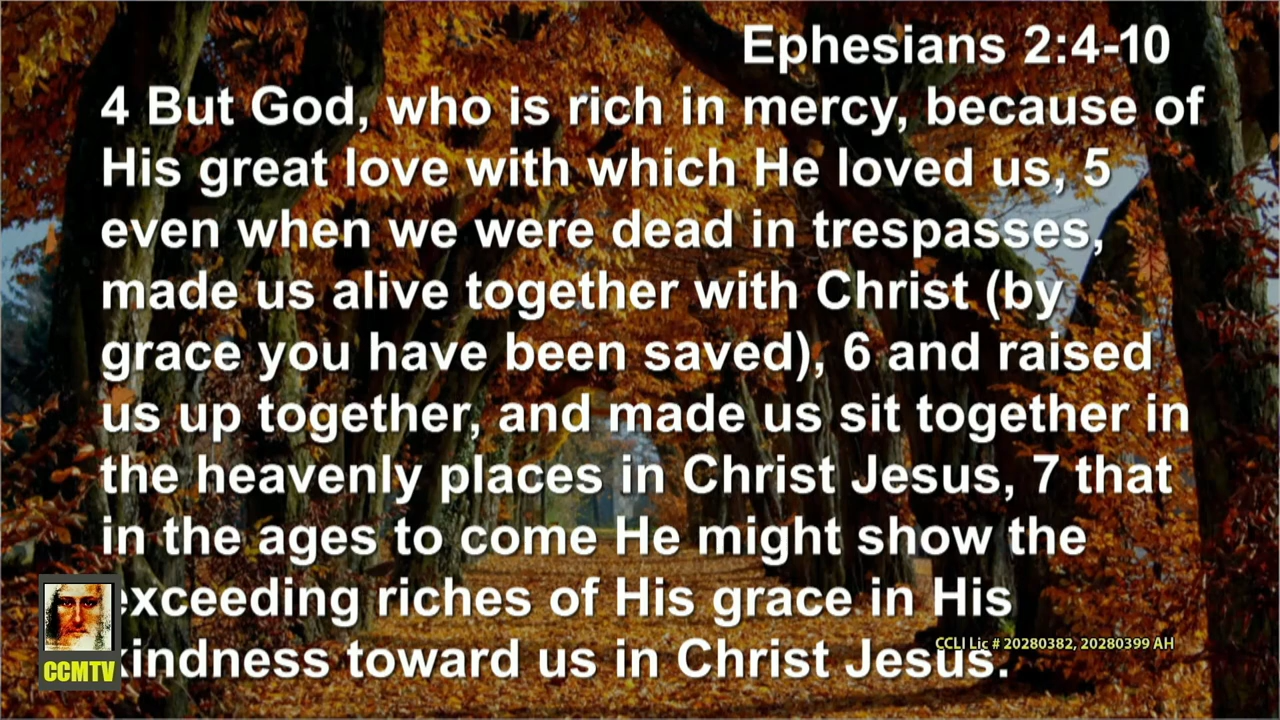 Ephesians 2:4-10
4 But God, who is rich in mercy, because of
His great love with which He loved us, 5
even when we were dead in trespasses,
made us alive together with Christ (by
grace you have been saved), 6 and raised
us up together, and made us sit together in
the heavenly places in Christ Jesus, 7 that
in the ages to come He might show the
exceeding riches of His grace in His
kindness toward us in Christ Jesus.
CCLI Lic # 20280382, 20280399 AH
CCMTV